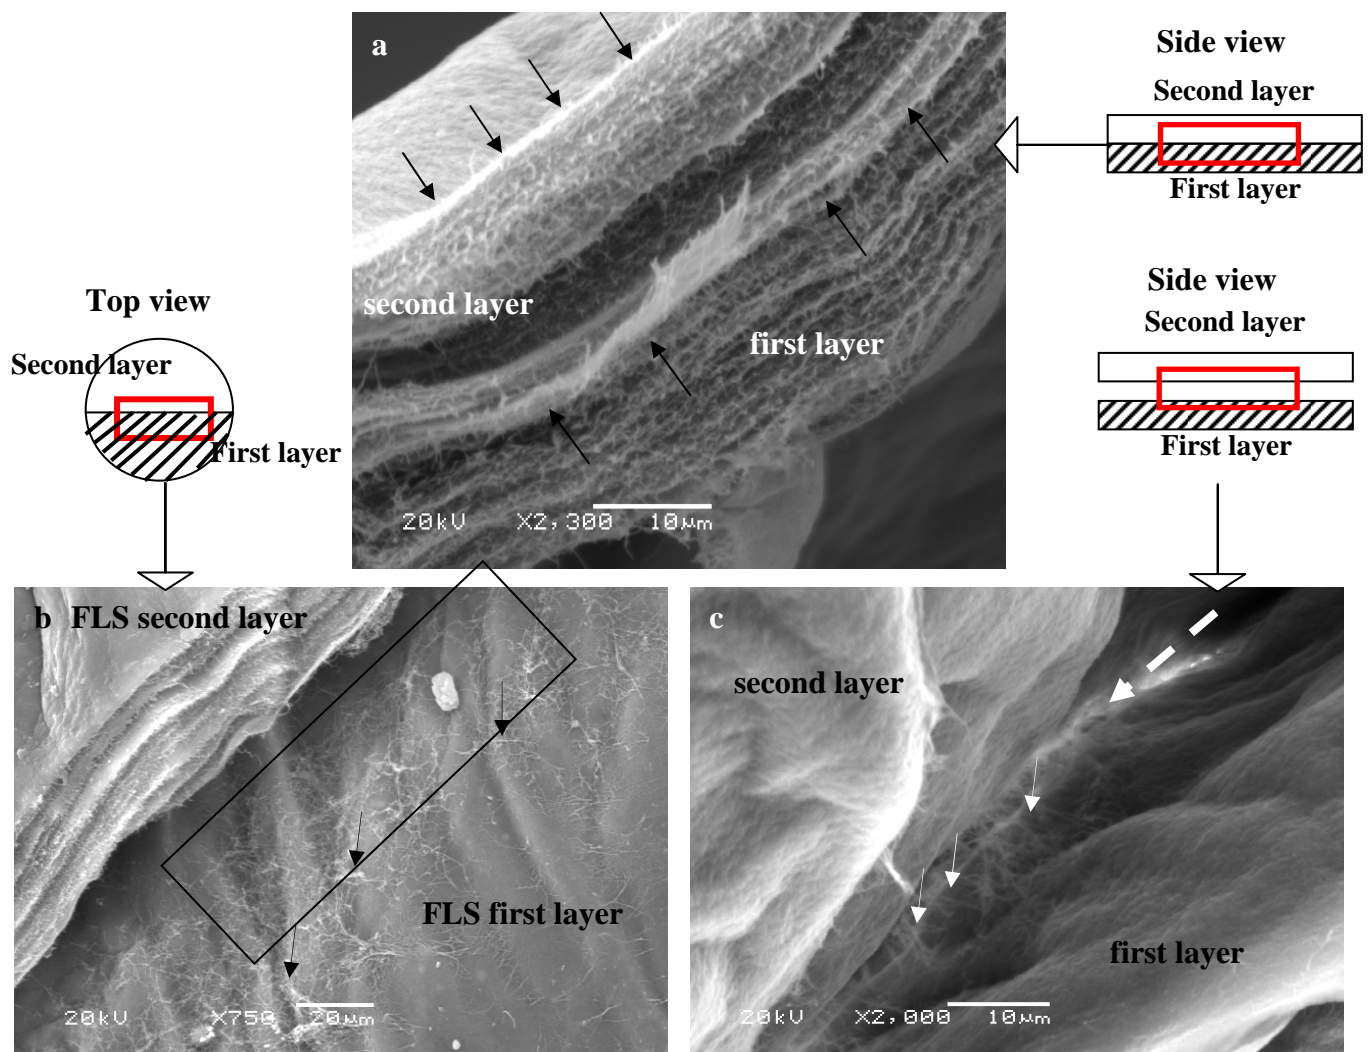 a
Side view
Second layer
First layer
Side view
Second layer
First layer
Top view
Second layer
First layer
second layer
first layer
20kV X2,300 10μm
b FLS second layer
FLS first layer
20kV X750 20μm
c
second layer
first layer
20kV X2,000 10μm